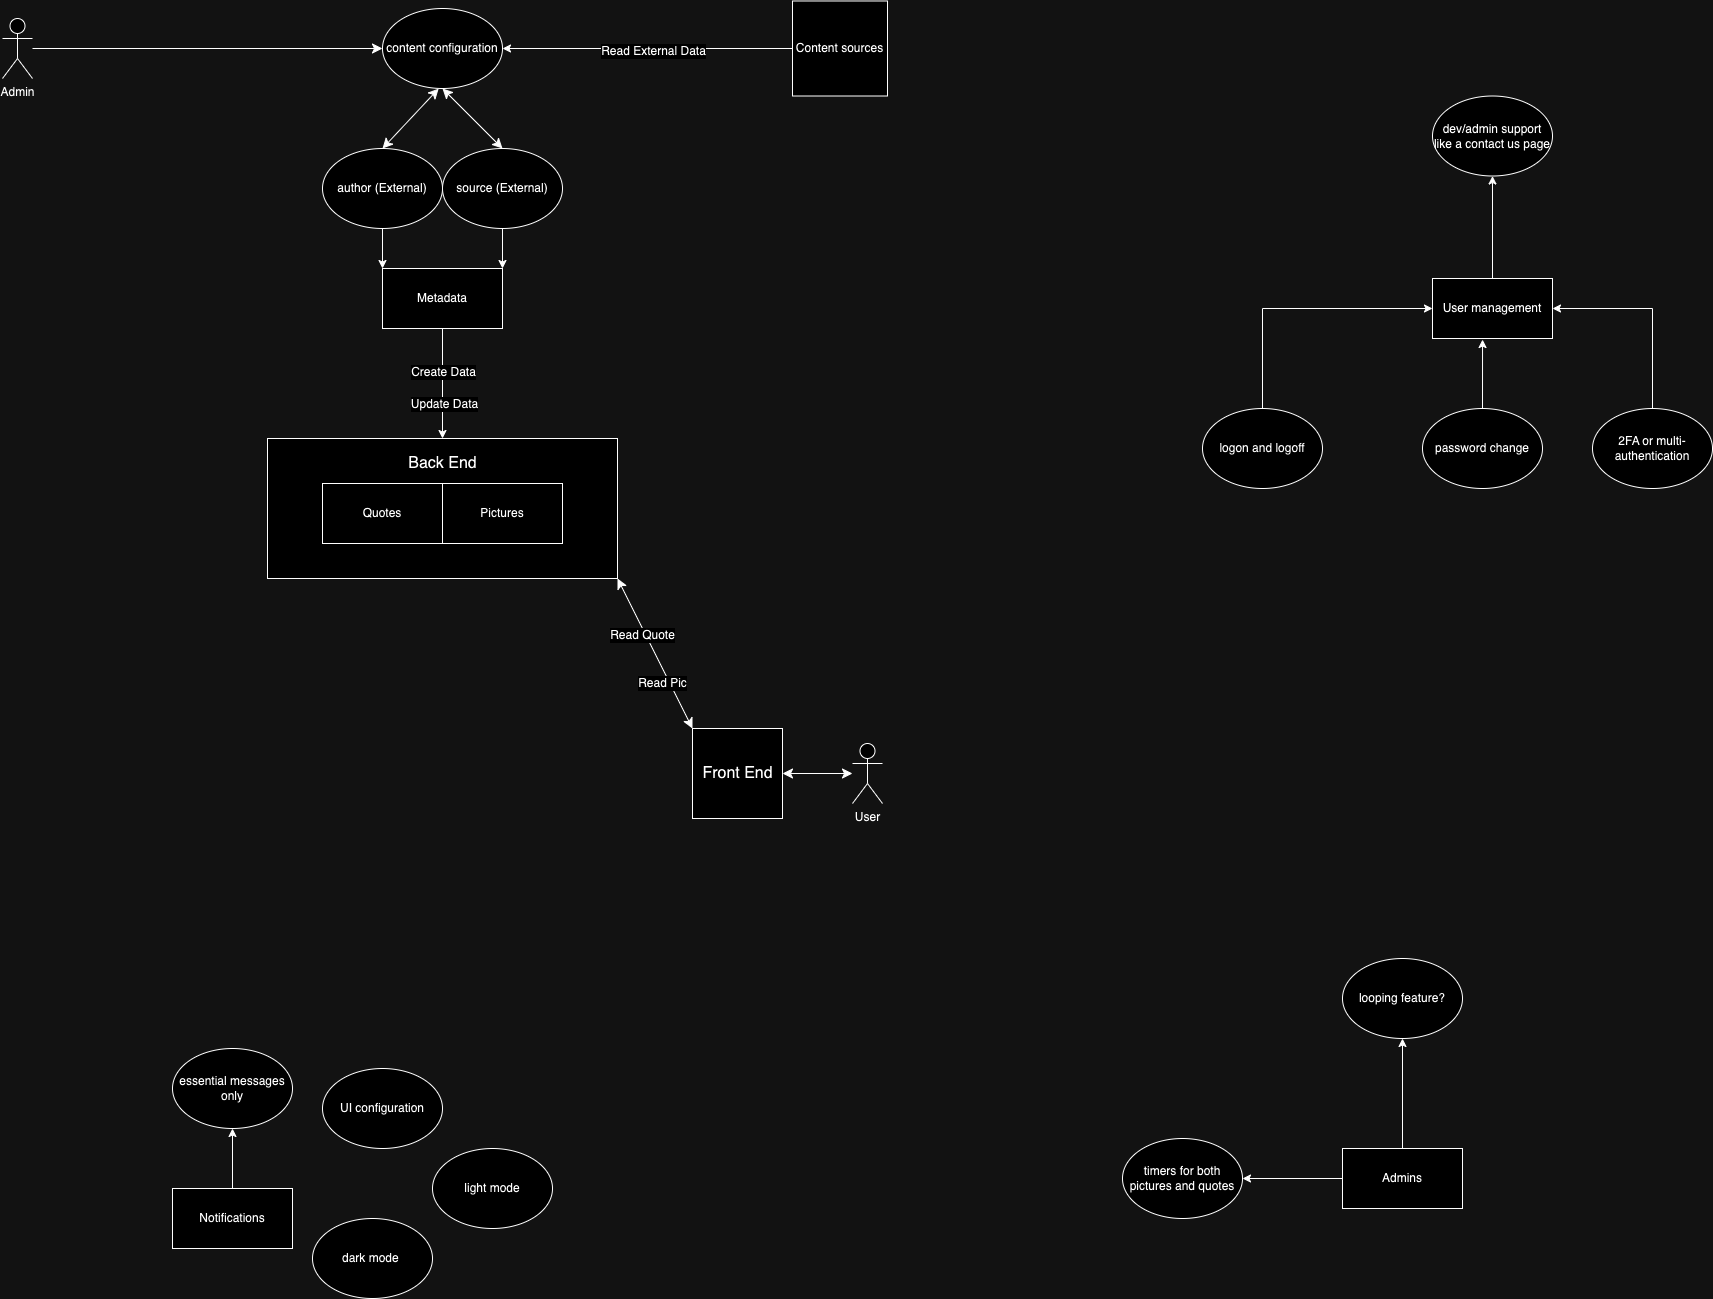 Admin
content configuration
Read External Data
Content sources
dev/admin support
like a contact us page
author (External)
source (External)
Metadata
User management
Create Data
Update Data
logon and logoff
password change
2FA or multi-
authentication
Back End
Quotes
Pictures
Read Quote
Read Pic
Front End
User
looping feature?
essential messages
only
UI configuration
timers for both
pictures and quotes
Admins
light mode
Notifications
dark mode